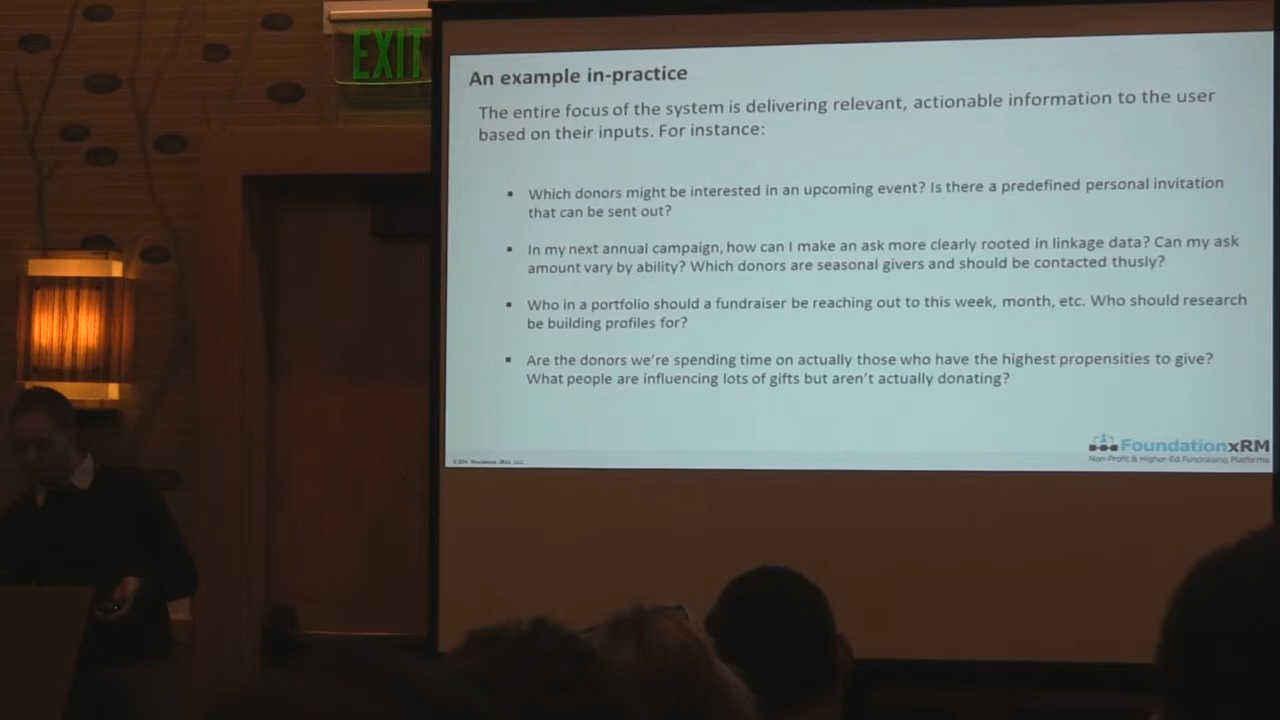 EXIT
An example in-practice
The entire focus of the system is delivering relevant, actionable information to the user
based on their inputs. For instance:
▪ Which donors might be interested in an upcoming event? Is there a predefined personal invitation
that can be sent out?
▪ In my next annual campaign, how can I make an ask more clearly rooted in linkage data? Can my ask
amount vary by ability? Which donors are seasonal givers and should be contacted thusly?
▪ Who in a portfolio should a fundraiser be reaching out to this week, month, etc. Who should research
be building profiles for?
▪ Are the donors we're spending time on actually those who have the highest propensities to give?
What people are influencing lots of gifts but aren't actually donating?
FoundationxRM
Non-Profit & Higher-Ed Fundraising Platforms